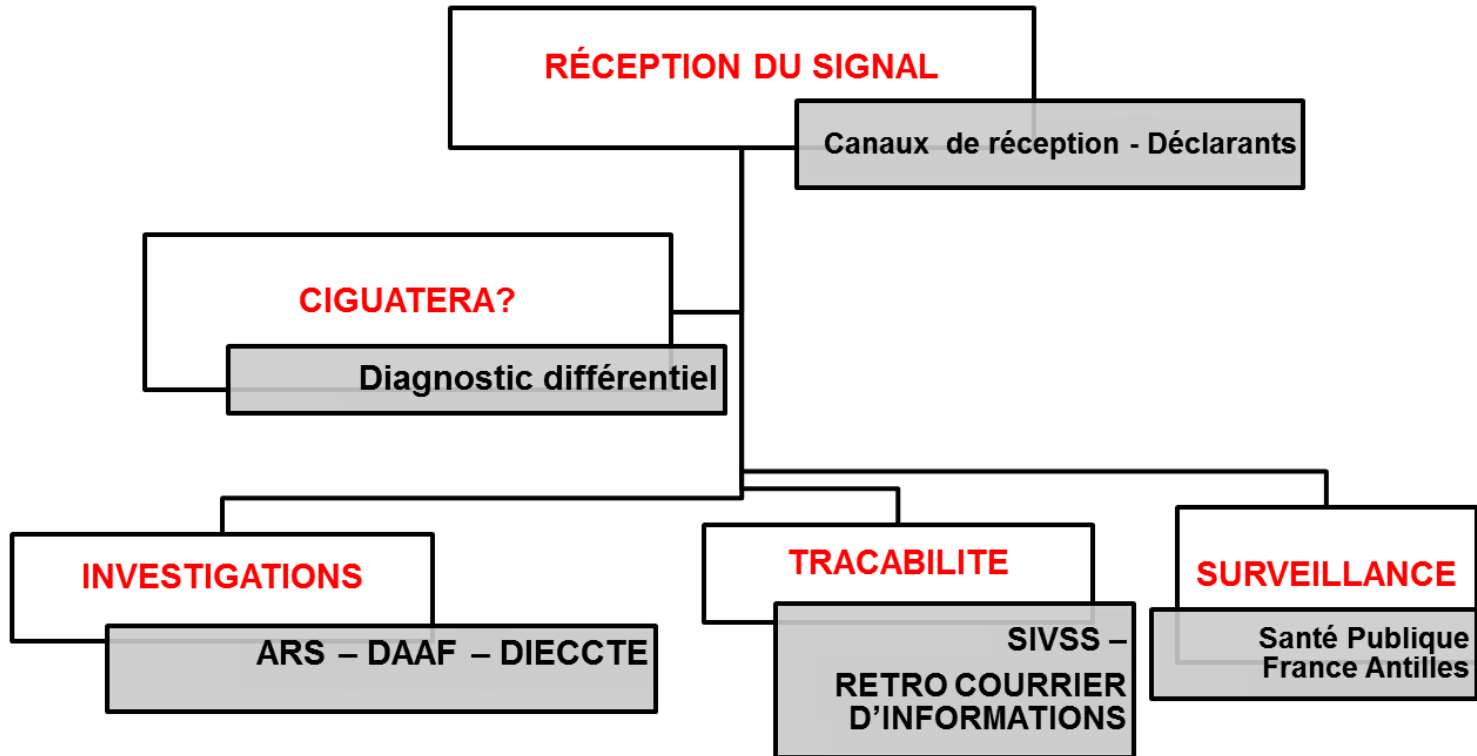 RÉCEPTION DU SIGNAL
Canaux de réception - Déclarants
CIGUATERA?
Diagnostic différentiel
INVESTIGATIONS
ARS – DAAF – DIECCTE
TRACABILITE
SIVSS –
RETRO COURRIER
D’INFORMATIONS
SURVEILLANCE
Santé Publique
France Antilles